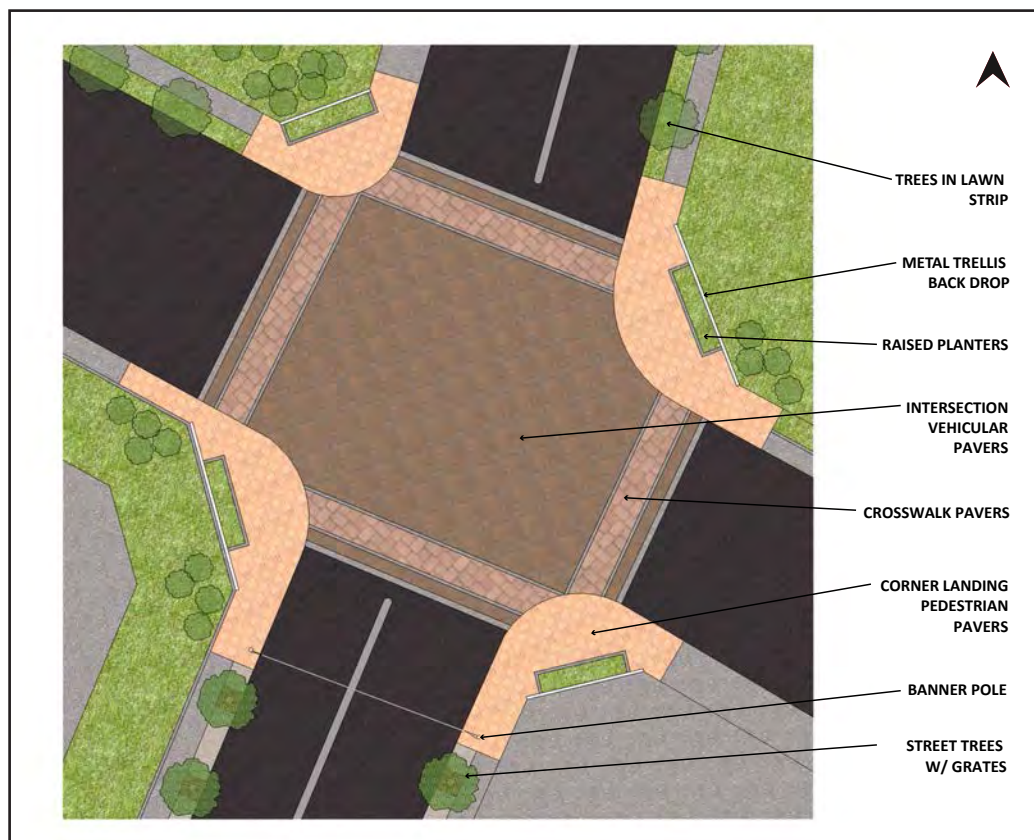 TREES IN LAWN
STRIP
METAL TRELLIS
BACK DROP
RAISED PLANTERS
INTERSECTION
VEHICULAR
PAVERS
CROSSWALK PAVERS
CORNER LANDING
PEDESTRIAN
PAVERS
BANNER POLE
STREET TREES
W/ GRATES